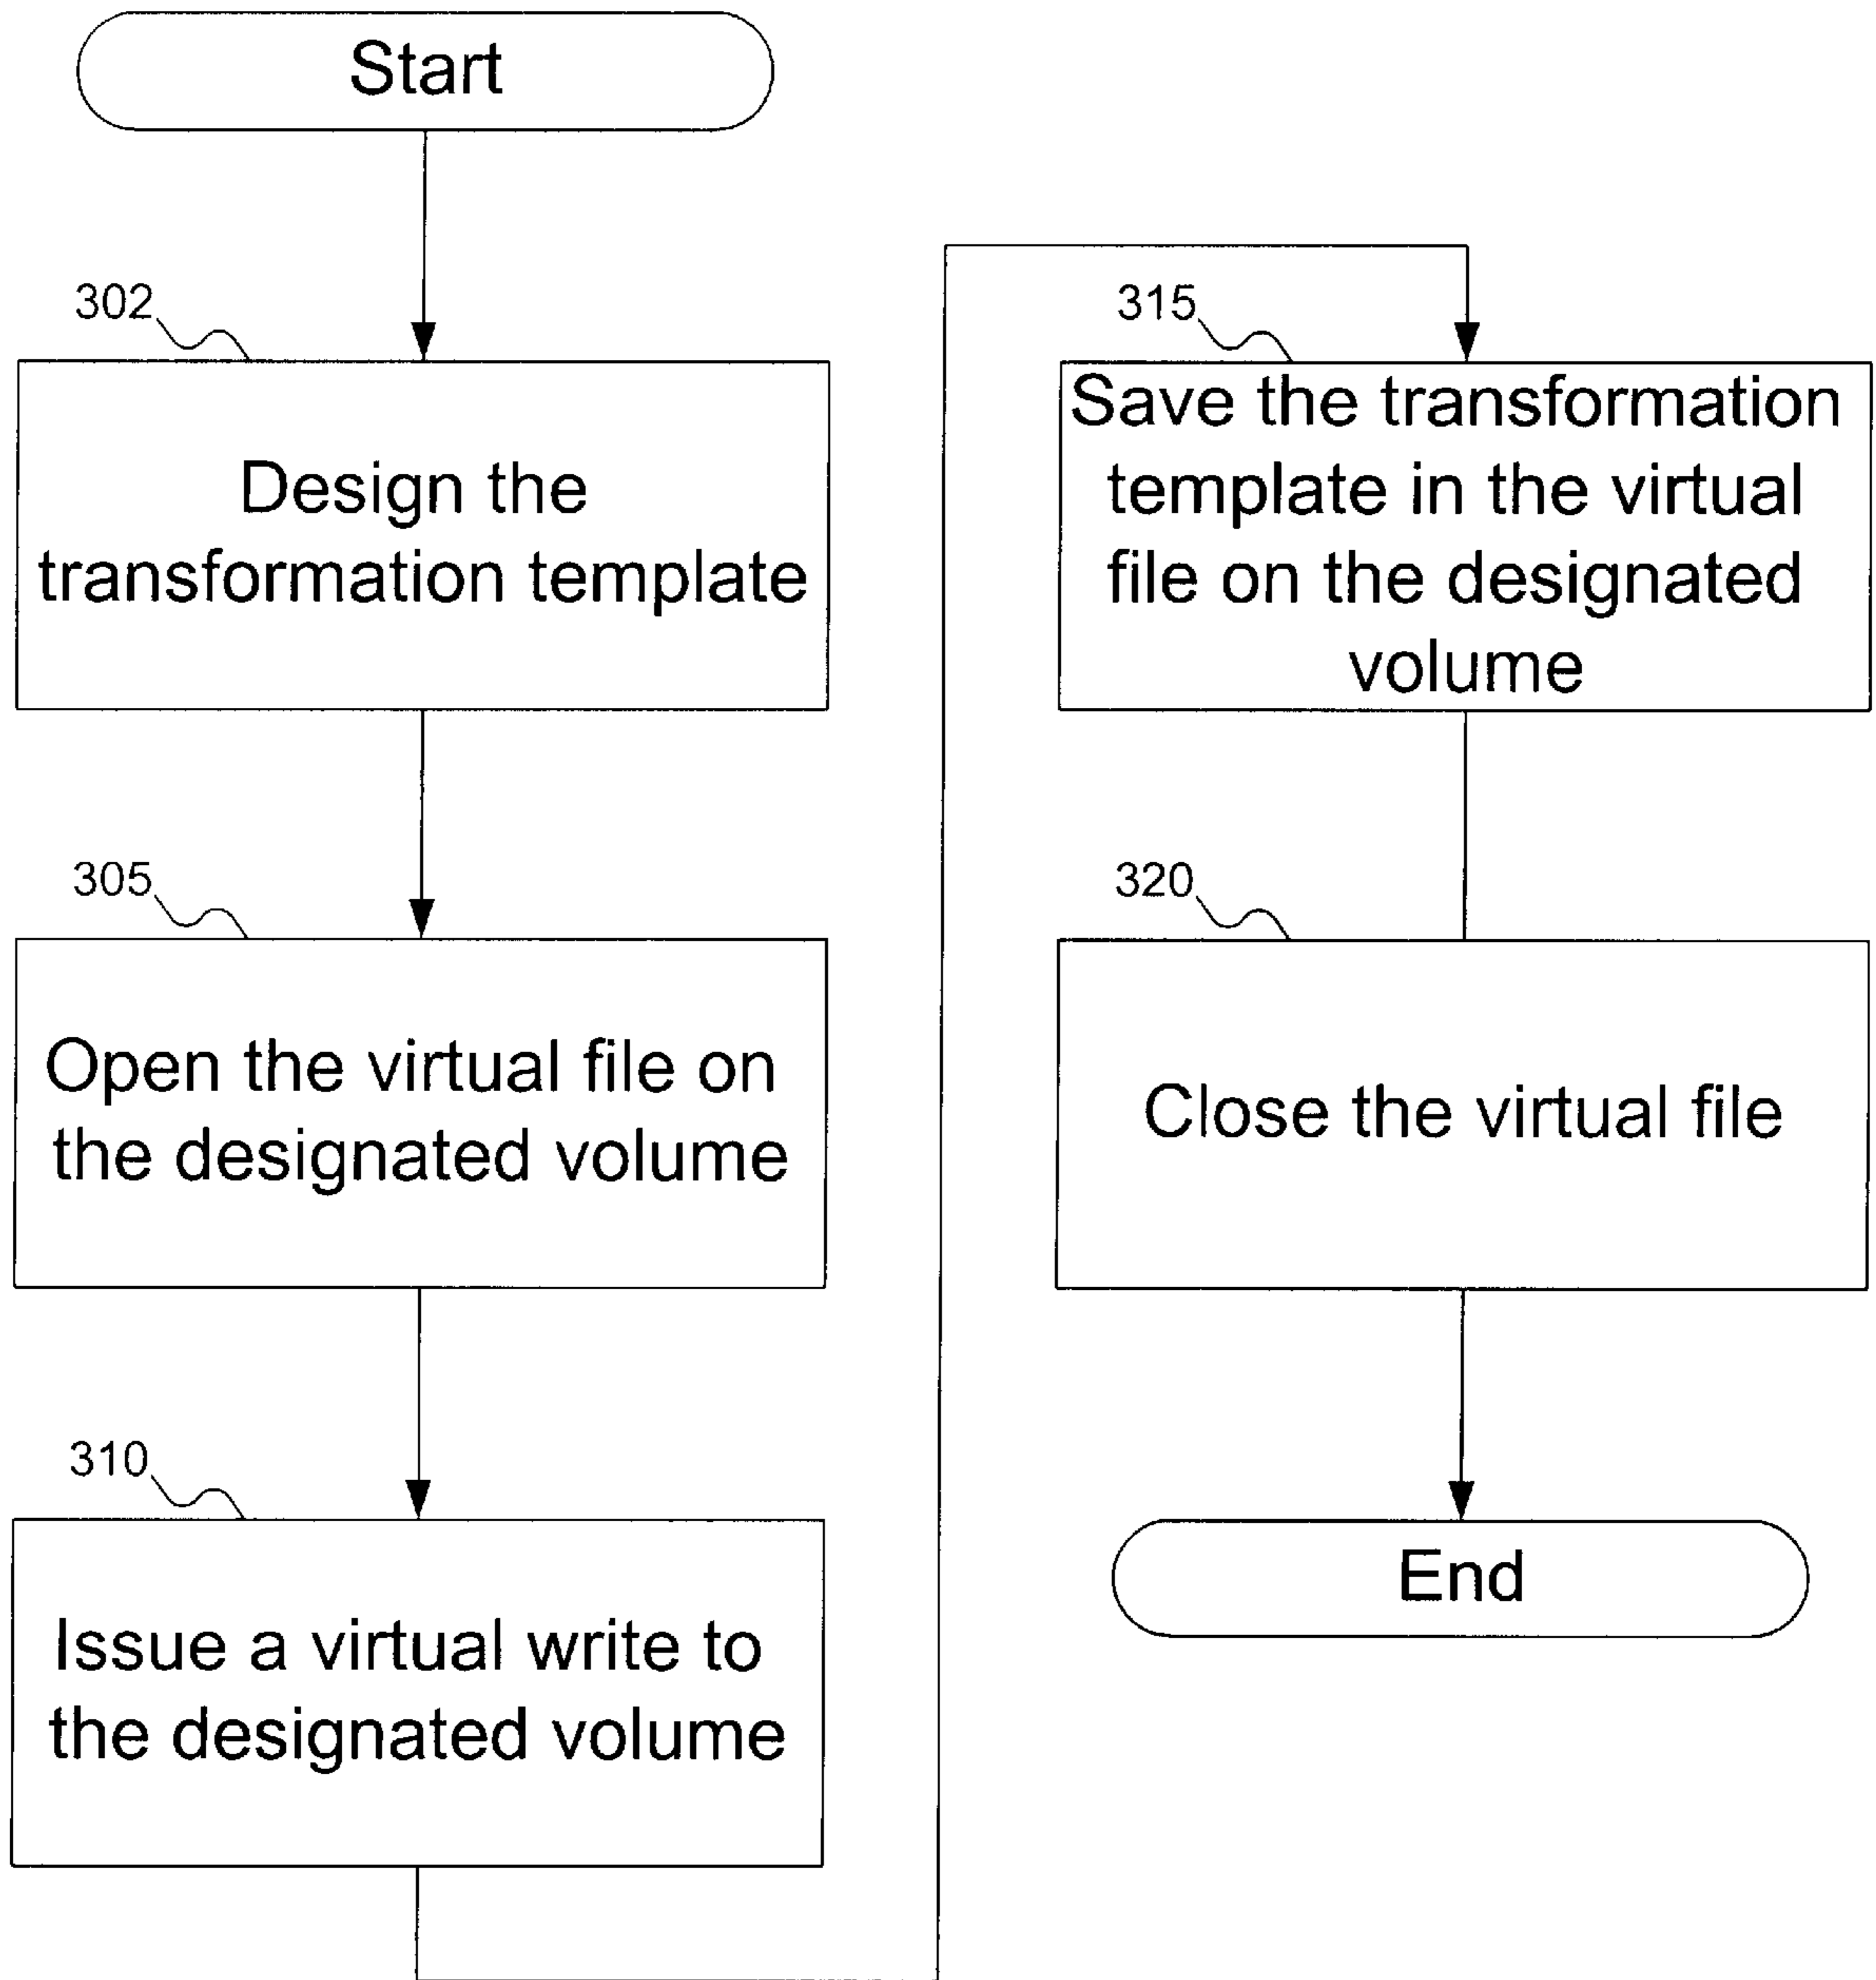 Start
302
Design the
transformation template
305
Open the virtual file on
the designated volume
310
Issue a virtual write to
the designated volume
315
Save the transformation
template in the virtual
file on the designated
volume
320
Close the virtual file
End